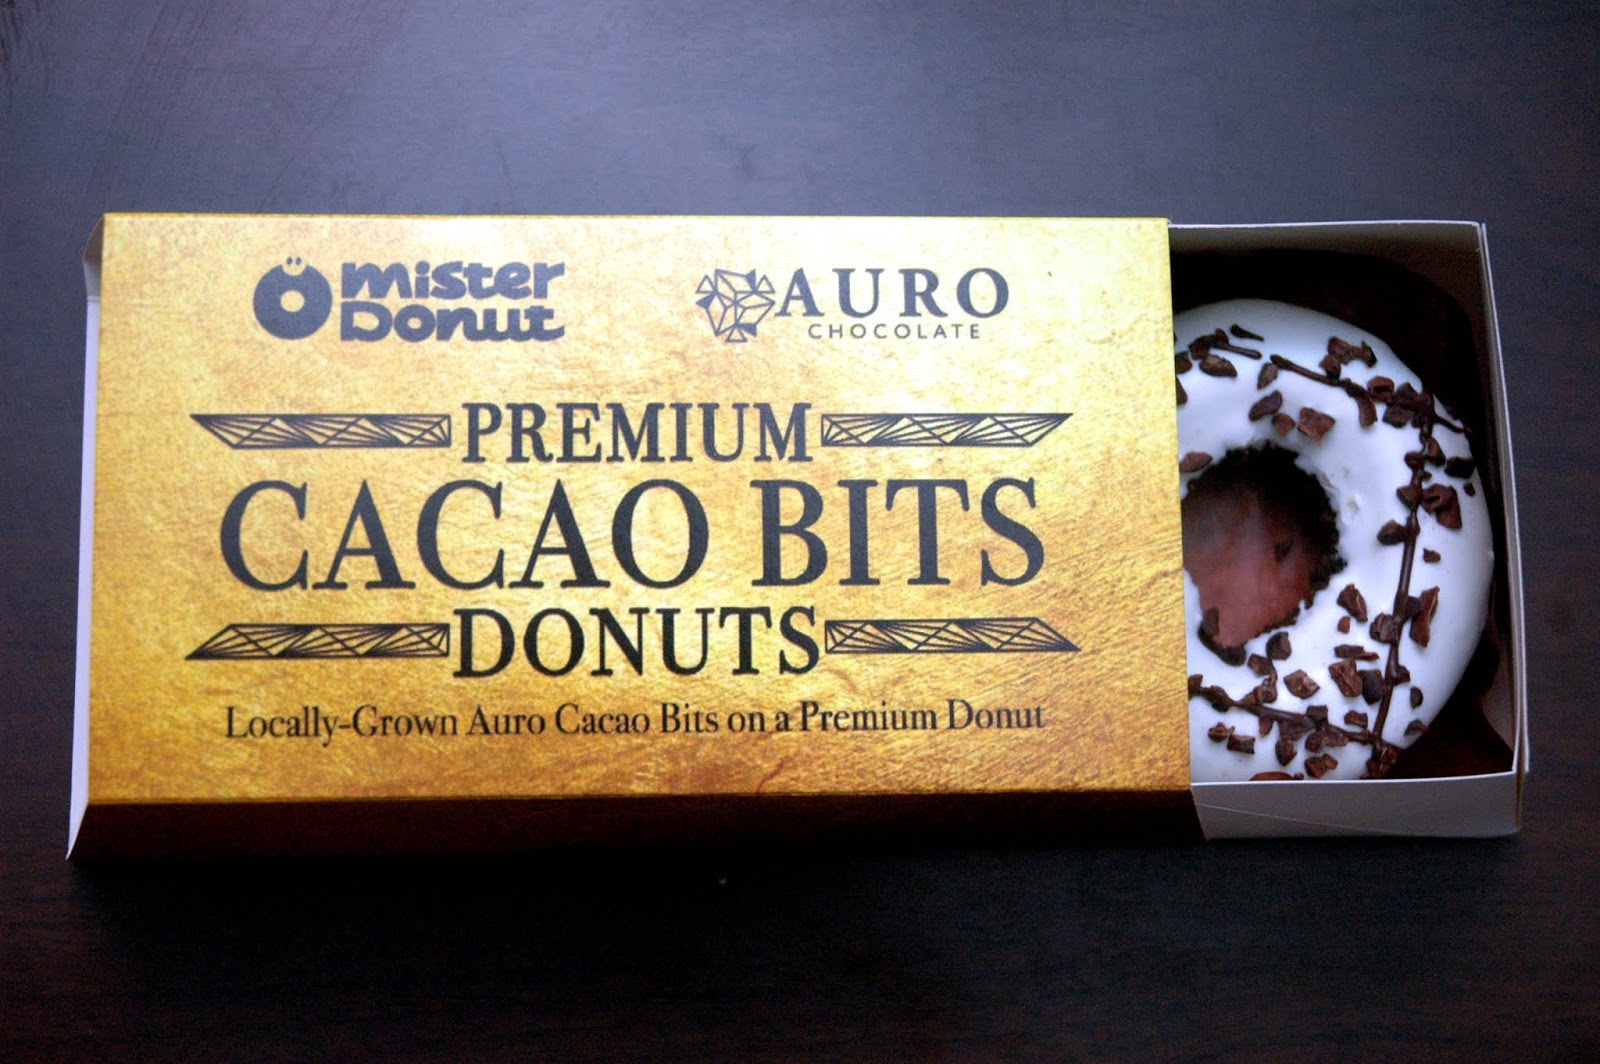 mister Donut
AURO
CHOCOLATE
PREMIUM
CACAO BITS
DONUTS
Locally-Grown Auro Cacao Bits on a Premium Donut